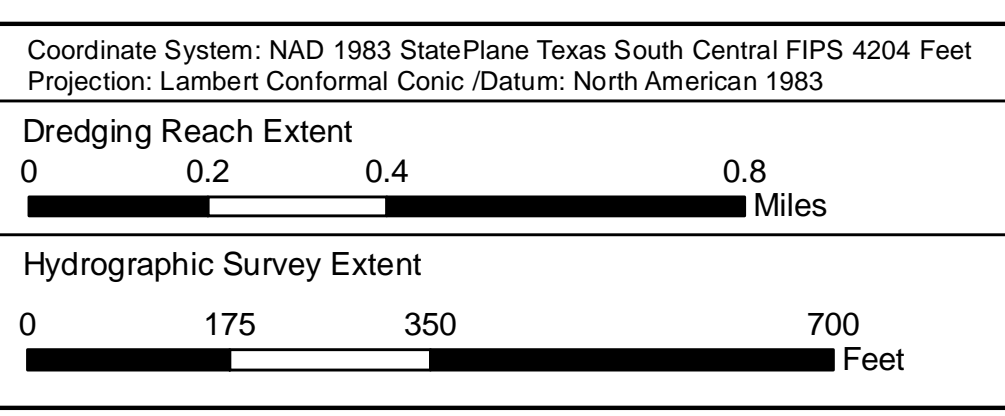 Coordinate System: NAD 1983 StatePlane Texas South Central FIPS 4204 Feet
Projection: Lambert Conformal Conic /Datum: North American 1983
Dredging Reach Extent
0 0.2 0.4 0.8
Miles
Hydrographic Survey Extent
0 175 350 700
Feet